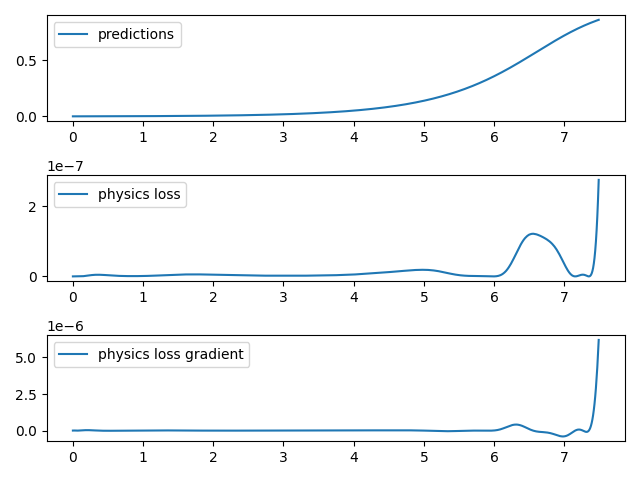 predictions
0.5
0.0
0 1 2 3 4 5 6 7
1e−7
physics loss
2
0
0 1 2 3 4 5 6 7
1e−6
physics loss gradient
5.0
2.5
0.0
0 1 2 3 4 5 6 7